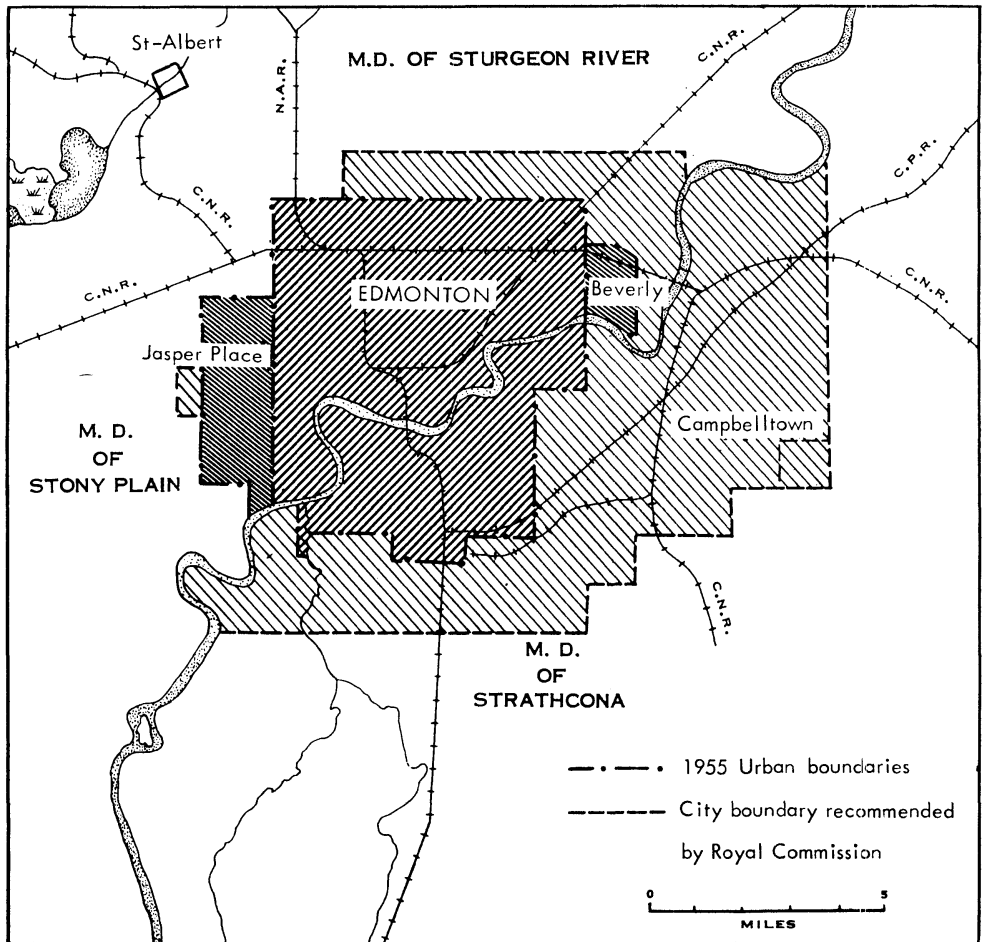 St-Albert
M.D. OF STURGEON RIVER
C.N.R.
N.A.R.
C.P.R.
C.N.R.
C.N.R.
C.N.R.
EDMONTON
Beverly
Jasper Place
Campbelltown
M. D.
OF
STONY PLAIN
C.N.R.
M. D.
OF
STRATHCONA
1955 Urban boundaries
City boundary recommended
by Royal Commission
0 5
MILES